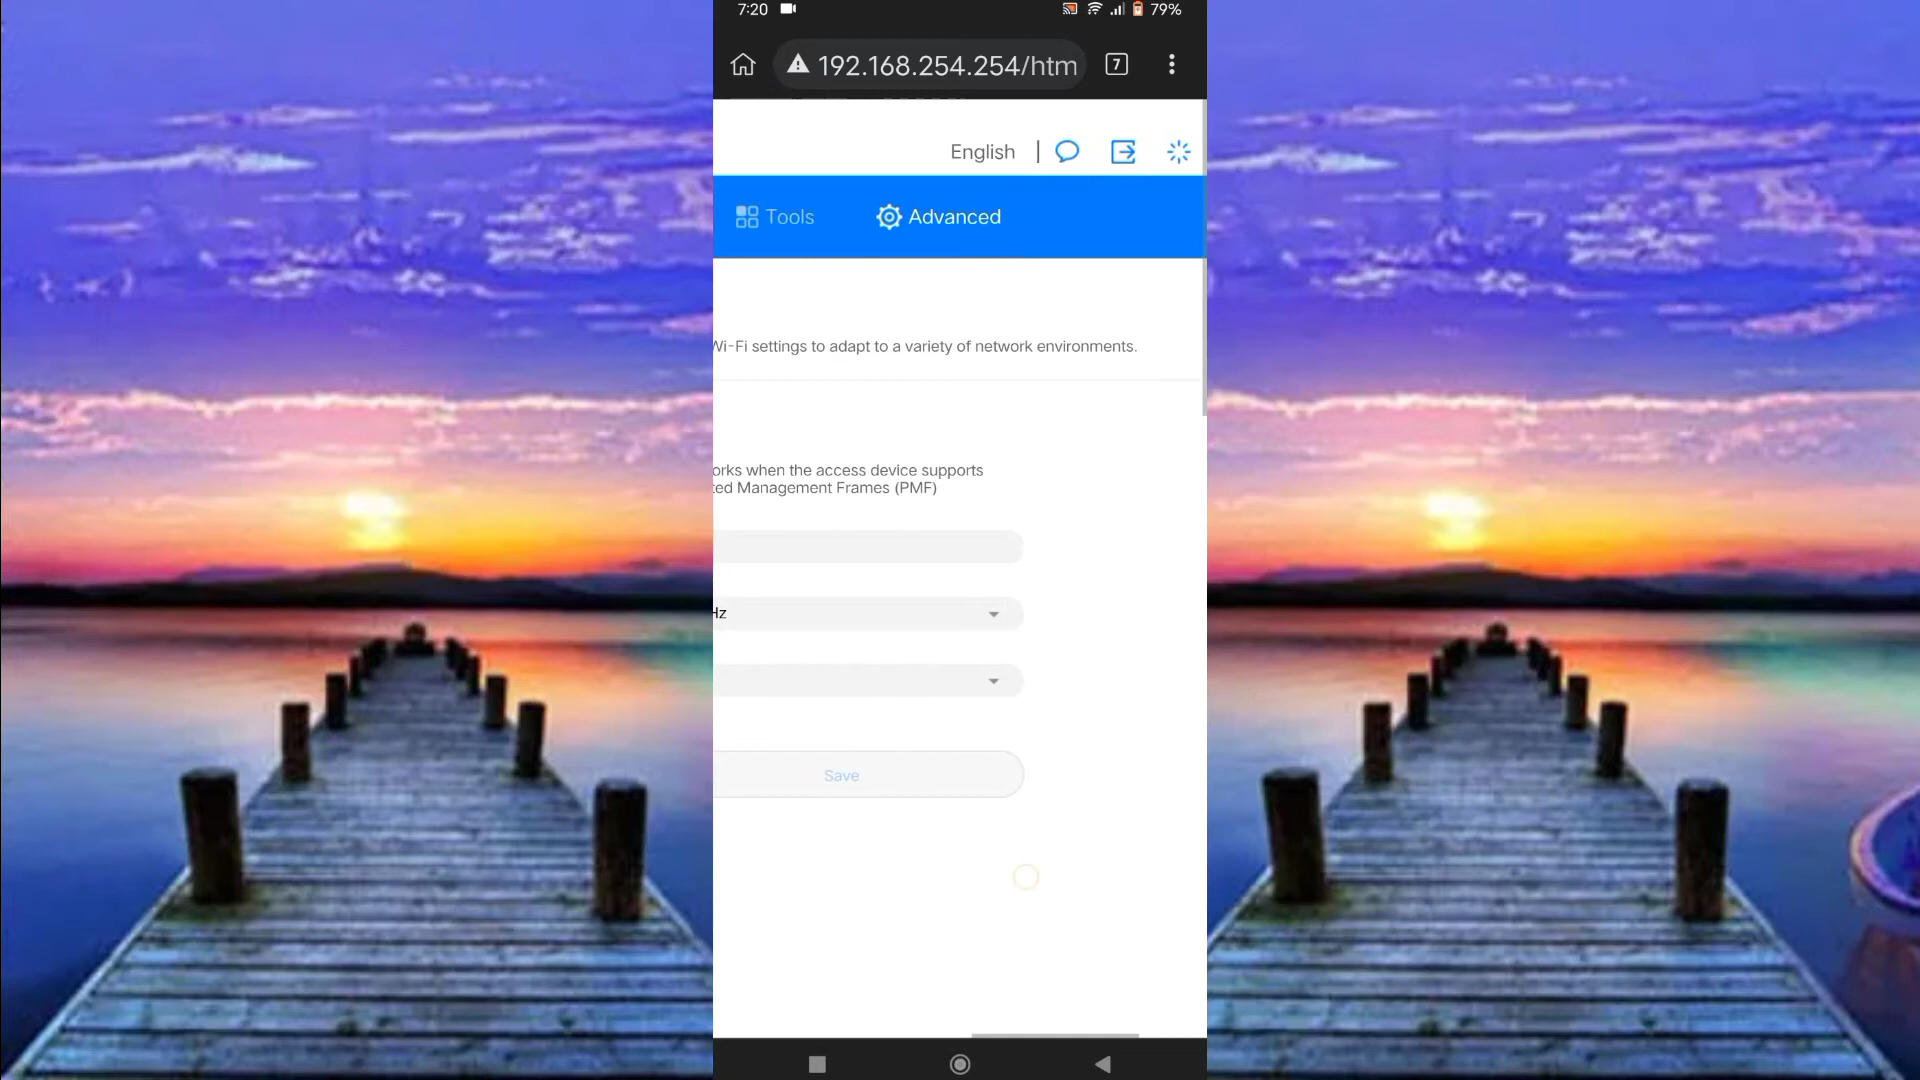 7:20 79%
192.168.254.254/htm 7
English |
Tools Advanced
Wi-Fi settings to adapt to a variety of network environments.
orks when the access device supports
ted Management Frames (PMF)
Hz
Save